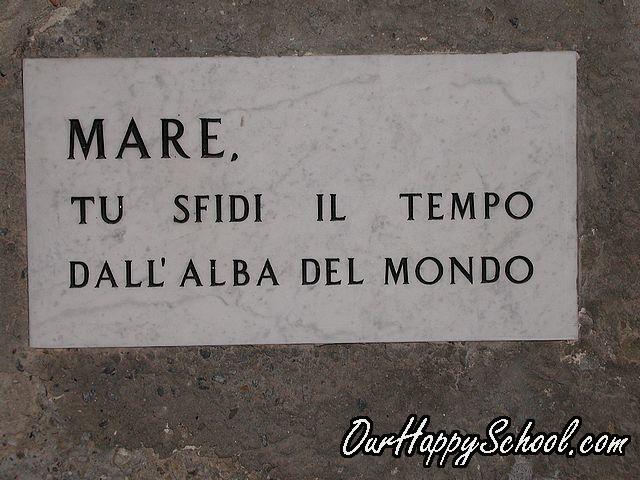 MARE,
TU SFIDI IL TEMPO
DALL'ALBA DEL MONDO
OurHappySchool.com